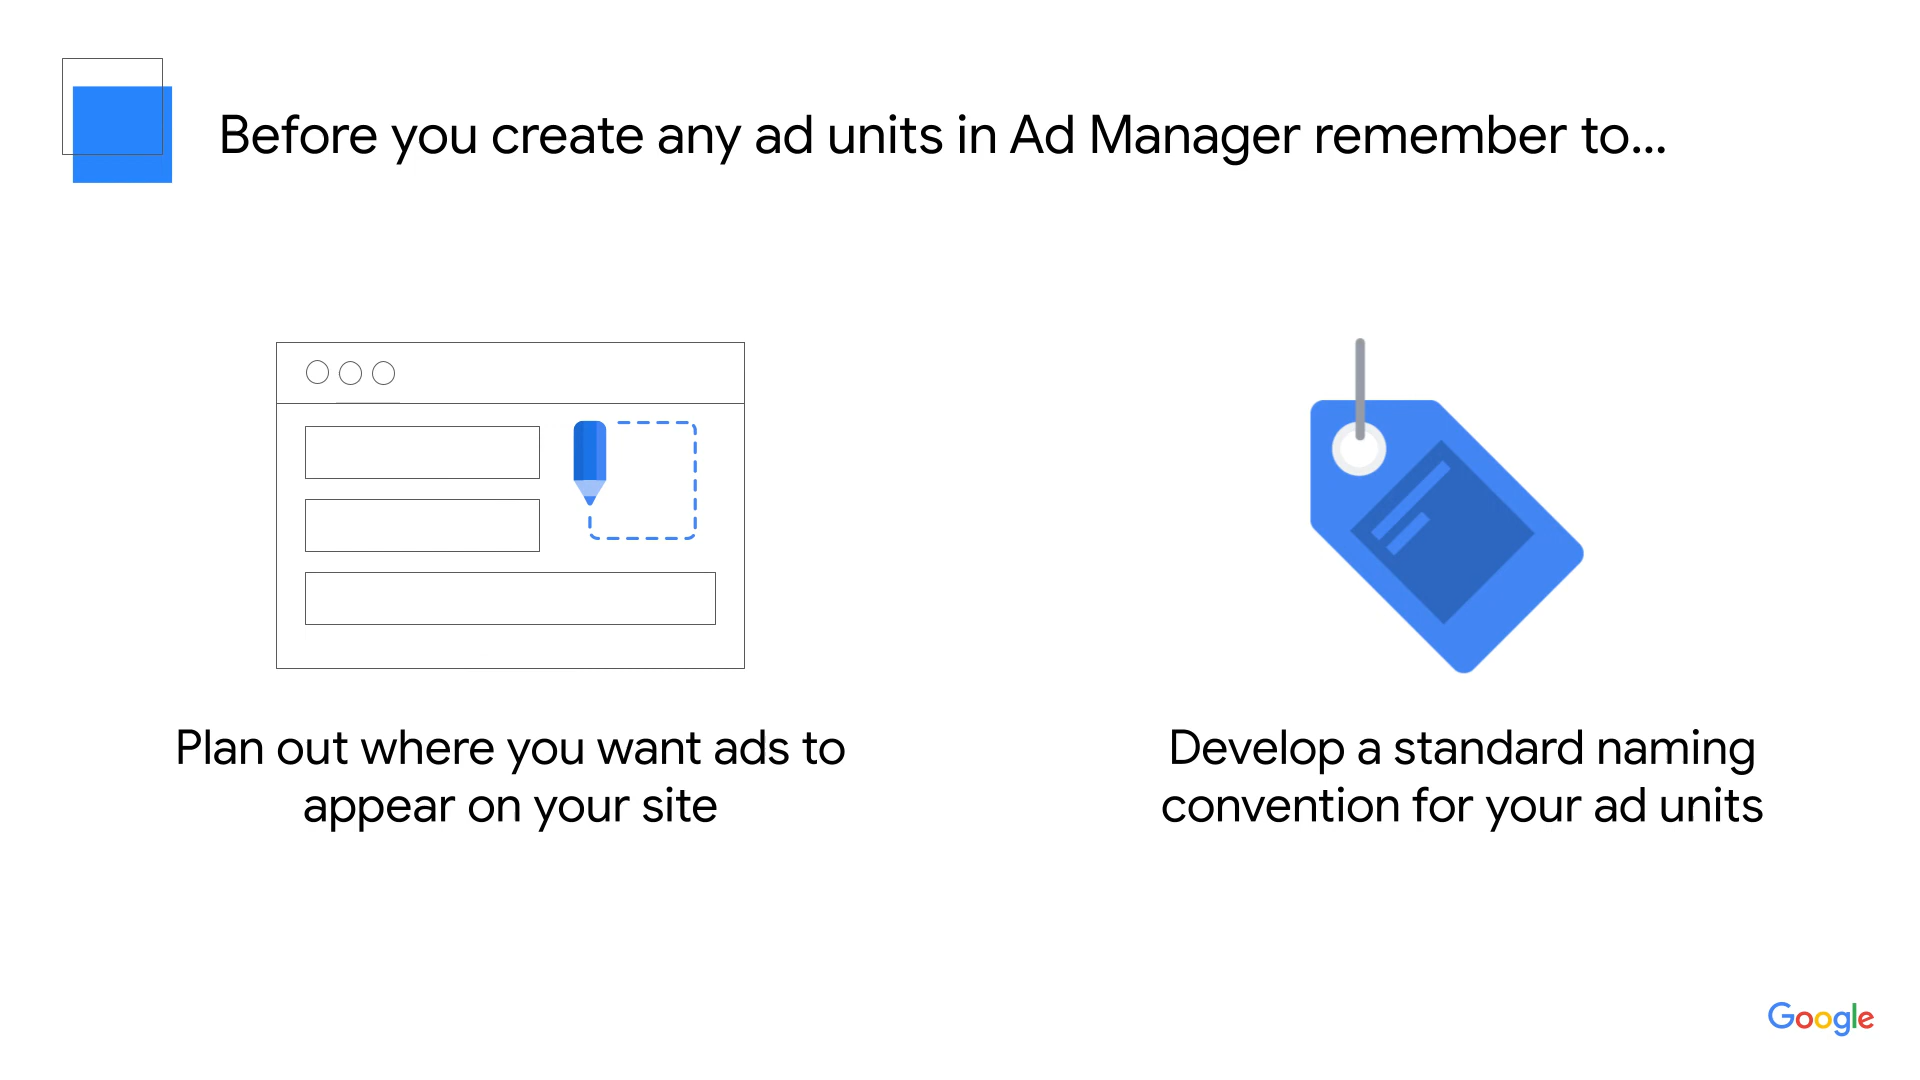 Before you create any ad units in Ad Manager remember to...
Plan out where you want ads to
appear on your site
Develop a standard naming
convention for your ad units
Google